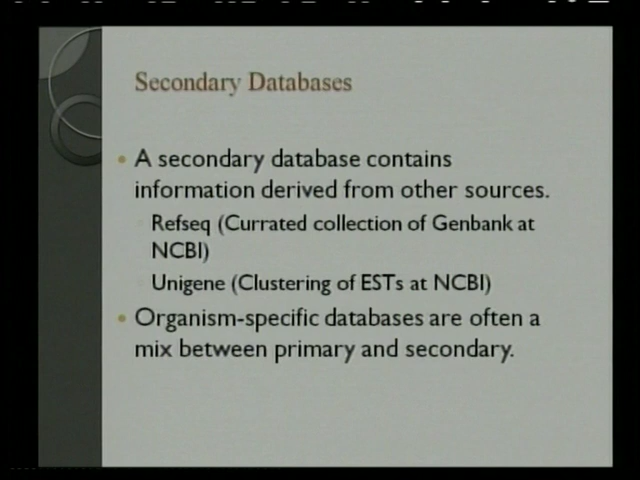 Secondary Databases
A secondary database contains
information derived from other sources.
Refseq (Currated collection of Genbank at
NCBI)
Unigene (Clustering of ESTs at NCBI)
Organism-specific databases are often a
mix between primary and secondary.